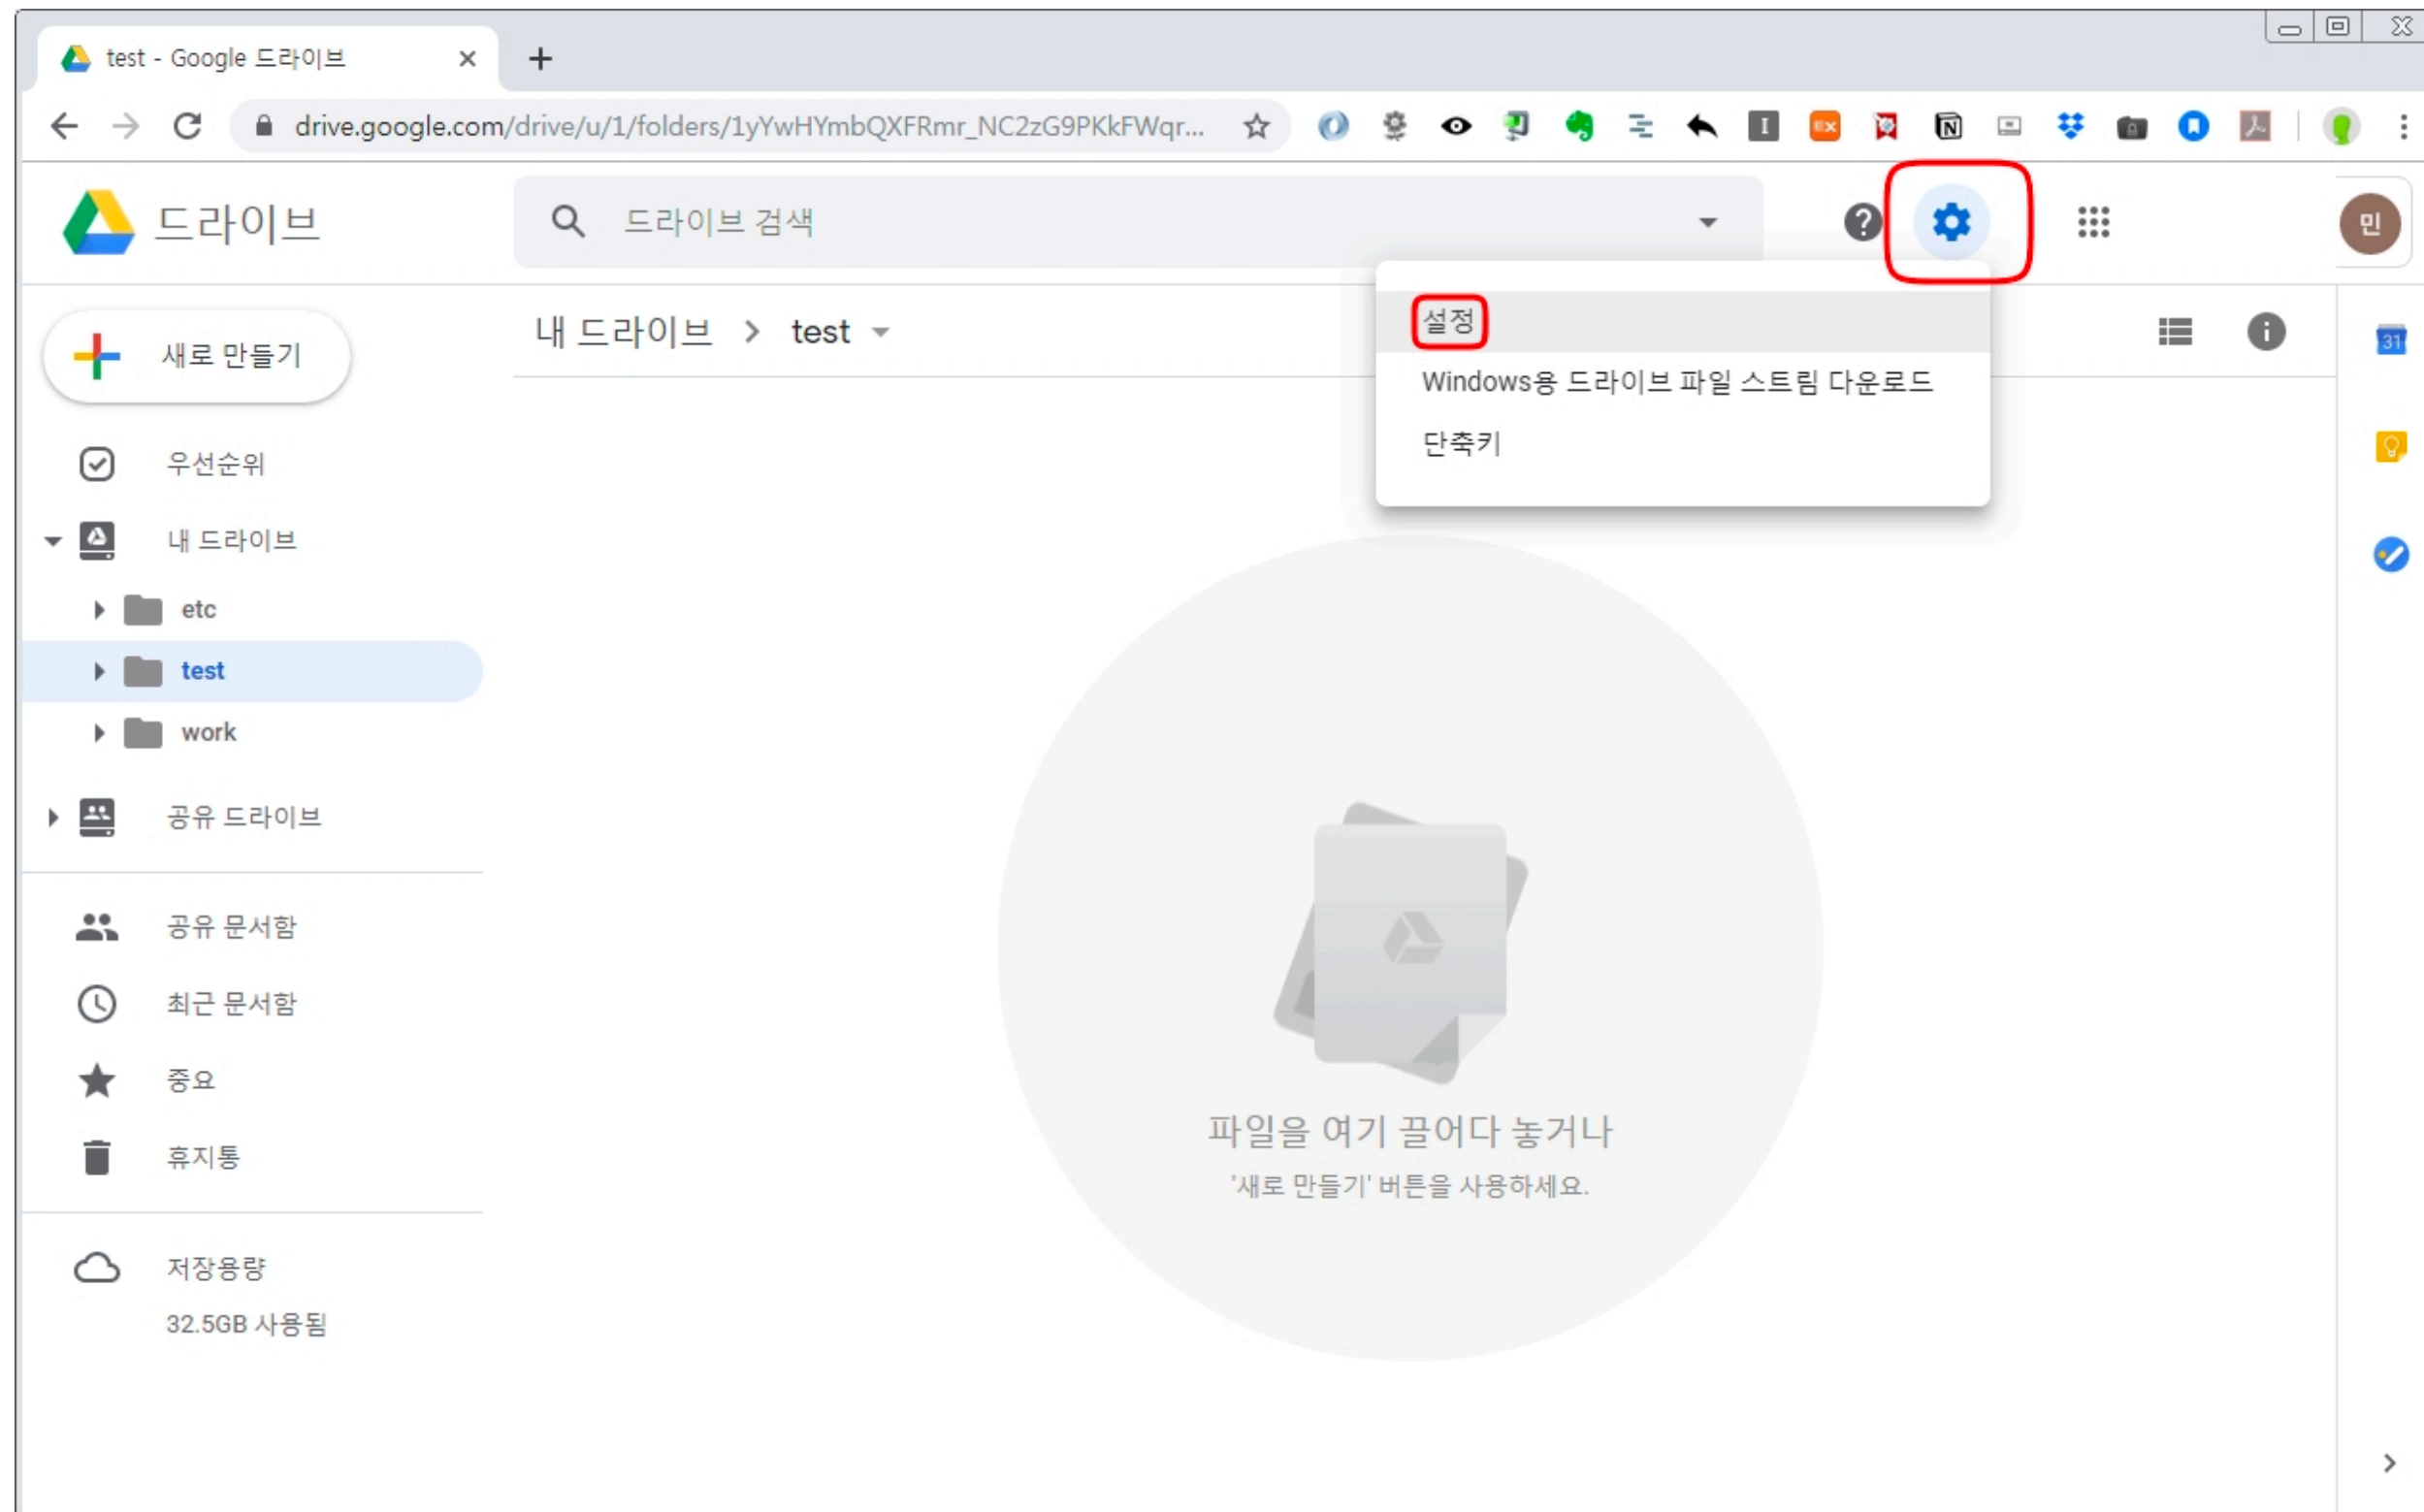 test - Google 드라이브
drive.google.com/drive/u/1/folders/1yYwHYmbQXFRmr_NC2zG9PKkFWqr...
드라이브
드라이브 검색
민
설정
Windows용 드라이브 파일 스트림 다운로드
단축키
새로 만들기
내 드라이브 > test
31
우선순위
내 드라이브
etc
test
work
공유 드라이브
공유 문서함
최근 문서함
중요
휴지통
저장용량
32.5GB 사용됨
파일을 여기 끌어다 놓거나
'새로 만들기' 버튼을 사용하세요.